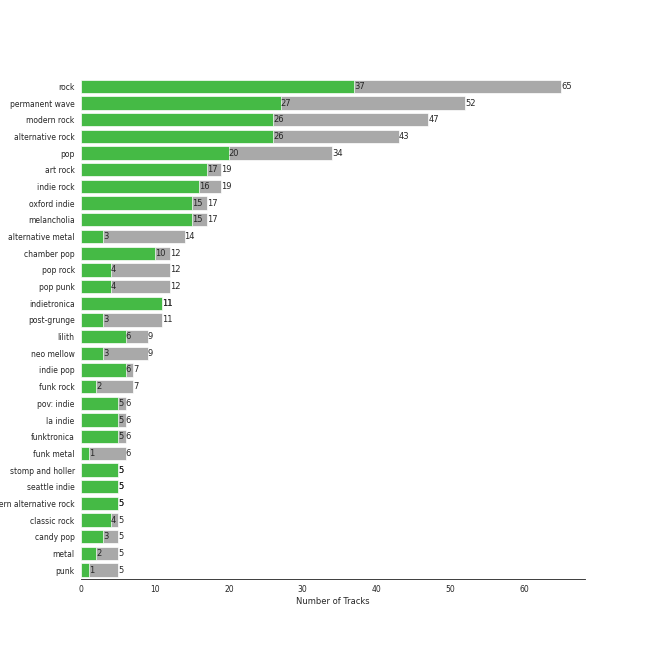 rock 37 65
permanent wave 27 52
modern rock 26 47
alternative rock 26 43
pop 20 34
art rock 17 19
indie rock 16 19
oxford indie 15 17
melancholia 15 17
alternative metal 3 14
chamber pop 10 12
pop rock 4 12
pop punk 4 12
indietronica 11
post-grunge 3 11
lilith 6 9
neo mellow 3 9
indie pop 6 7
funk rock 2 7
pov: indie 5 6
la indie 5 6
funktronica 5 6
funk metal 1 6
stomp and holler 5
seattle indie 5
ern alternative rock 5
classic rock 4 5
candy pop 3 5
metal 2 5
punk 1 5
0 10 20 30 40 50 60
Number of Tracks